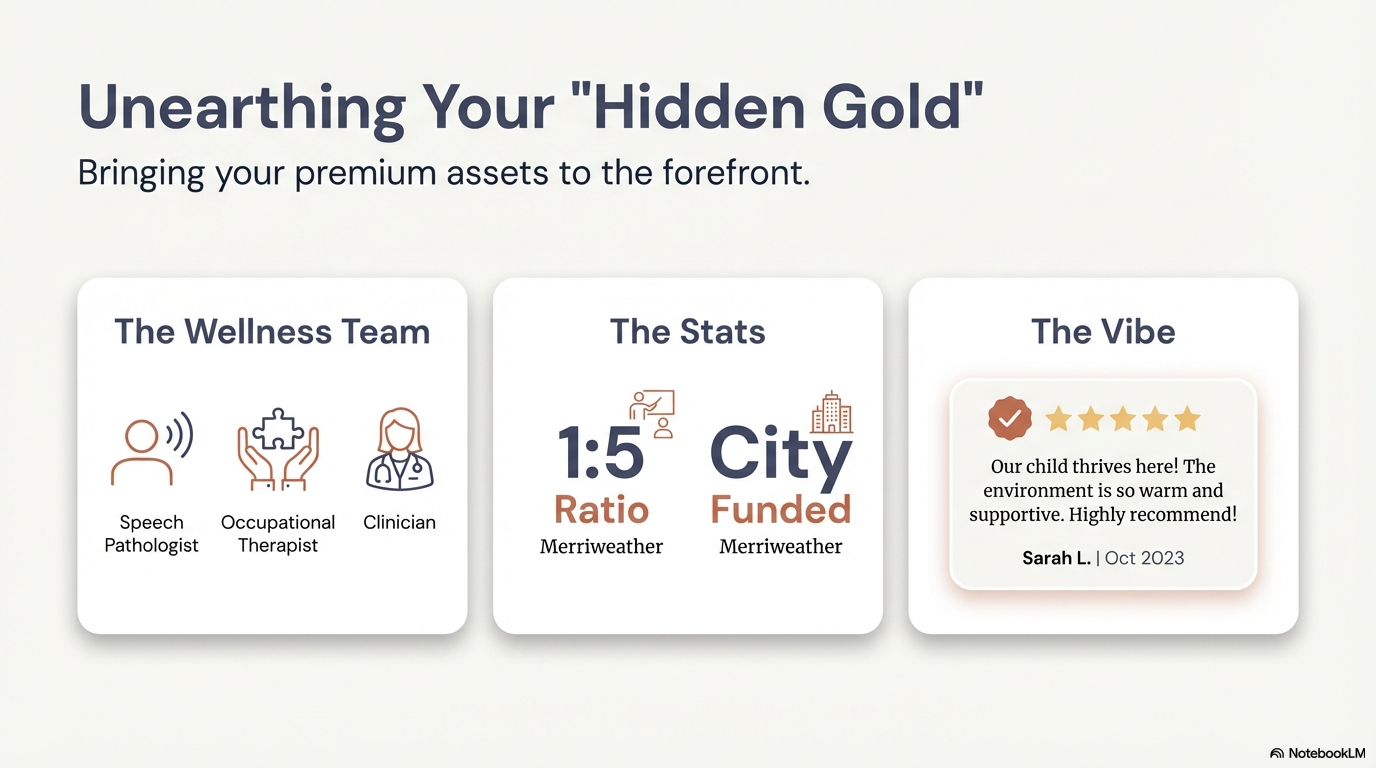 Unearthing Your "Hidden Gold"
Bringing your premium assets to the forefront.
The Wellness Team
Speech
Pathologist
Occupational
Therapist
Clinician
The Stats
1:5
Ratio
Merriweather
City
Funded
Merriweather
The Vibe
Our child thrives here! The
environment is so warm and
supportive. Highly recommend!
Sarah L. | Oct 2023
NotebookLM